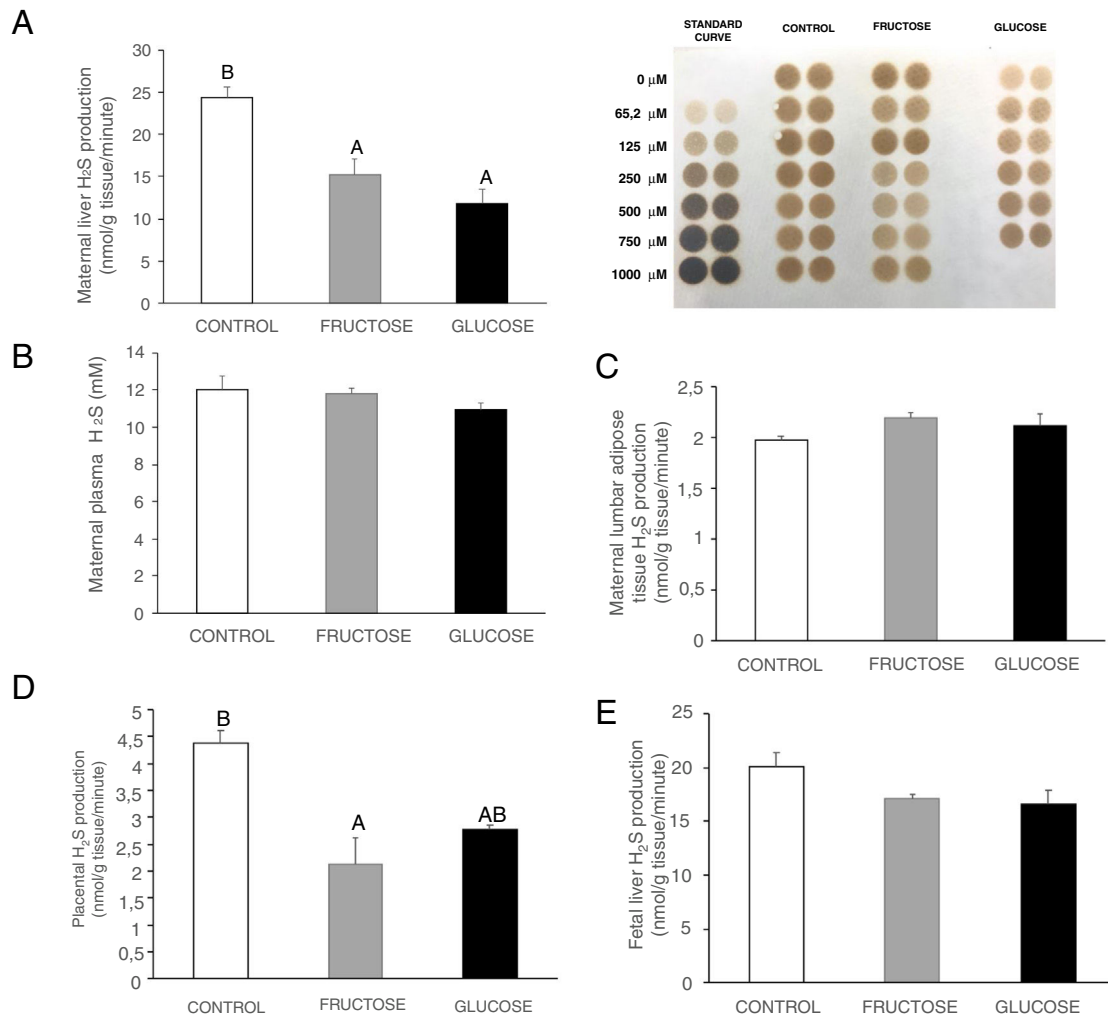 A
Maternal liver H2S production
(nmol/g tissue/minute)
30
25
20
15
10
5
0
B
A
A
CONTROL FRUCTOSE GLUCOSE
STANDARD
CURVE
CONTROL FRUCTOSE GLUCOSE
0 µM
65,2 µM
125 µM
250 µM
500 µM
750 µM
1000 µM
B
Maternal plasma H 2S (mM)
14
12
10
8
6
4
2
0
CONTROL FRUCTOSE GLUCOSE
C
Maternal lumbar adipose
tissue H2S production
(nmol/g tissue/minute)
2,5
2
1,5
1
0,5
0
CONTROL FRUCTOSE GLUCOSE
D
Placental H2S production
(nmol/g tissue/minute)
5
4,5
4
3,5
3
2,5
2
1,5
1
0,5
0
B
A
AB
CONTROL FRUCTOSE GLUCOSE
E
Fetal liver H2S production
(nmol/g tissue/minute)
25
20
15
10
5
0
CONTROL FRUCTOSE GLUCOSE